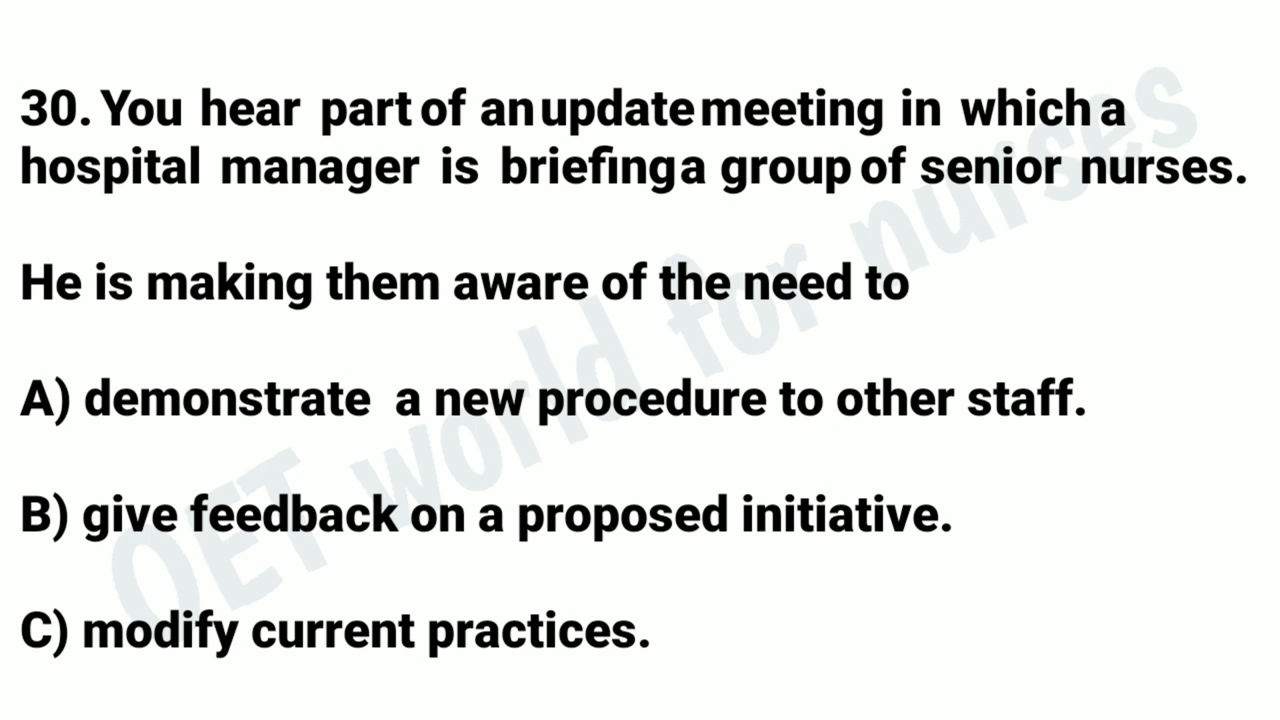 30. You hear part of an update meeting in which a
hospital manager is briefing a group of senior nurses.
He is making them aware of the need to
A) demonstrate a new procedure to other staff.
B) give feedback on a proposed initiative.
C) modify current practices.
OET world for nurses